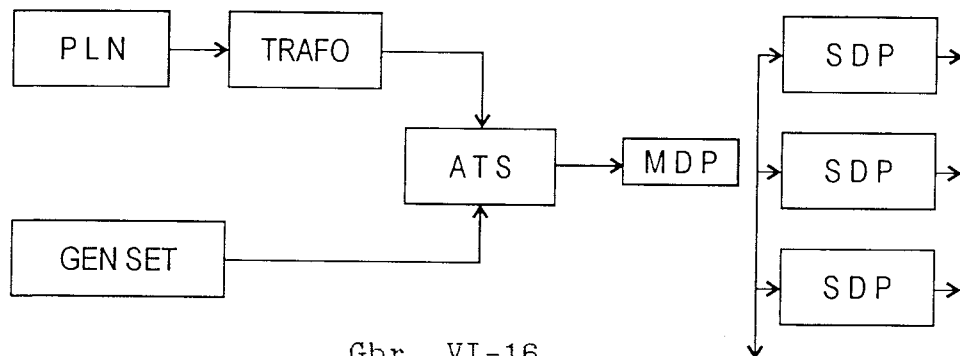 PLN
TRAFO
SDP
ATS
MDP
SDP
GEN SET
SDP
Gbr. VI-16